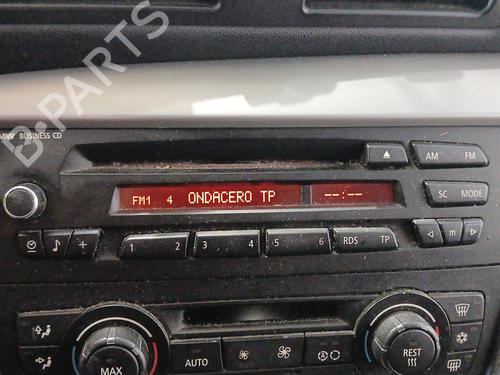 B-PARTS
BUSINESS CD
AM FM
FM1 4 ONDACERO TP --:--
SC MODE
1 2 3 4 5 6 RDS TP
m
AUTO
MAX
REST